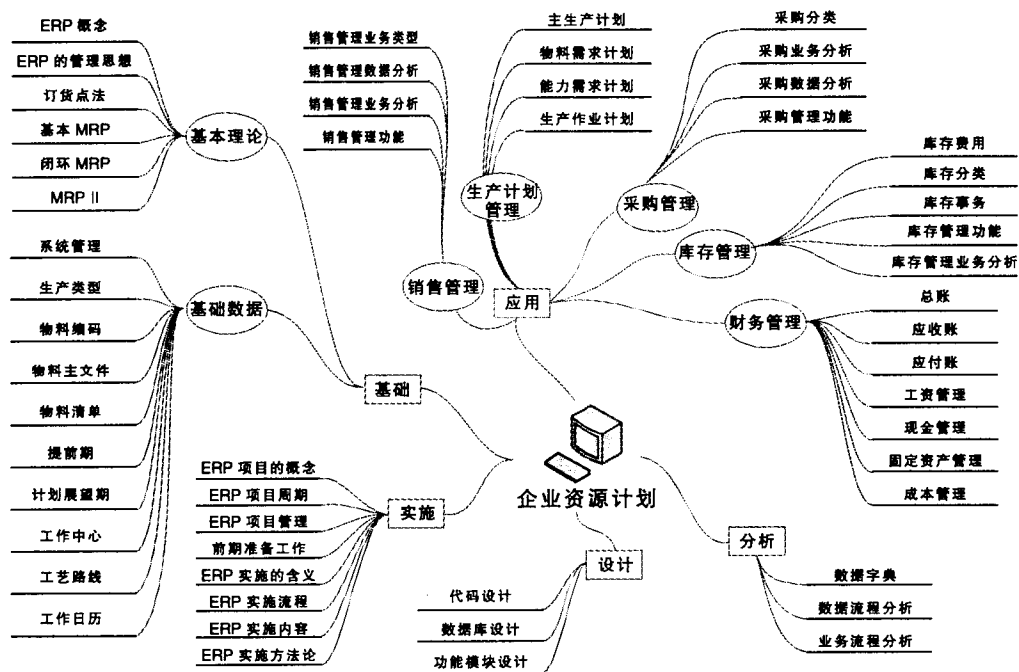 ERP 概念
ERP 的管理思想
订货点法
基本 MRP
闭环 MRP
MRP II
基本理论
系统管理
生产类型
物料编码
物料主文件
物料清单
提前期
计划展望期
工作中心
工艺路线
工作日历
基础数据
基础
销售管理业务类型
销售管理数据分析
销售管理业务分析
销售管理功能
销售管理
主生产计划
物料需求计划
能力需求计划
生产作业计划
生产计划
管理
采购分类
采购业务分析
采购数据分析
采购管理功能
采购管理
库存费用
库存分类
库存事务
库存管理功能
库存管理业务分析
库存管理
总账
应收账
应付账
工资管理
现金管理
固定资产管理
成本管理
财务管理
应用
企业资源计划
ERP 项目的概念
ERP 项目周期
ERP 项目管理
前期准备工作
ERP 实施的含义
ERP 实施流程
ERP 实施内容
ERP 实施方法论
实施
设计
代码设计
数据库设计
功能模块设计
分析
数据字典
数据流程分析
业务流程分析